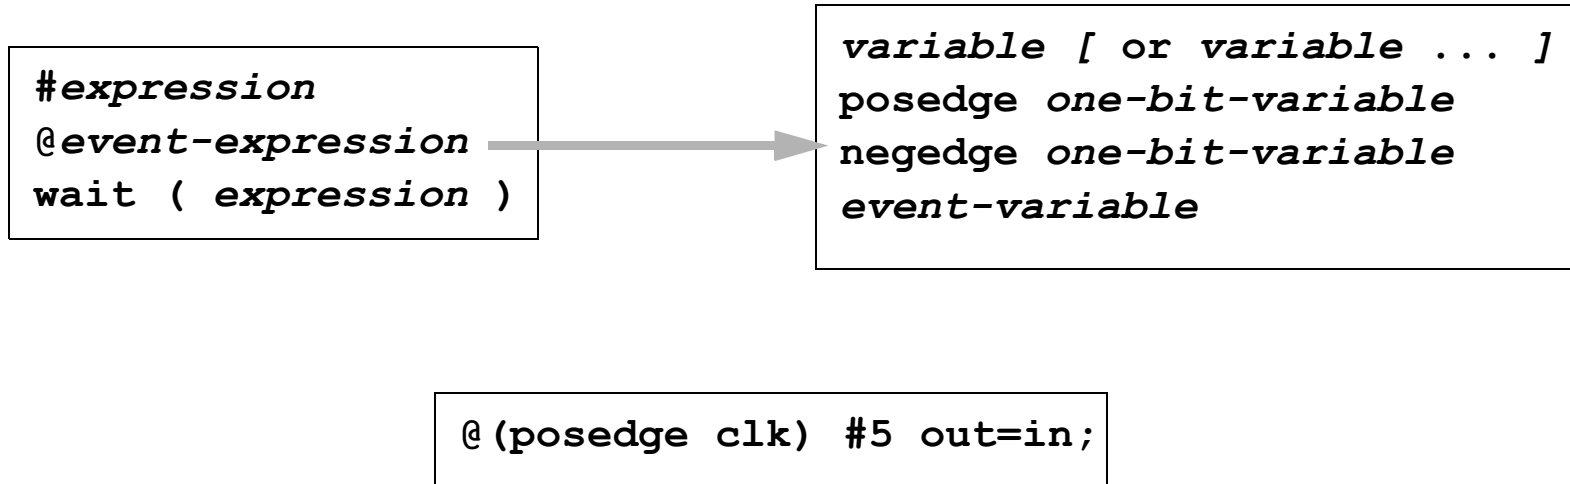 #expression
@event-expression
wait ( expression )
variable [ or variable ... ]
posedge one-bit-variable
negedge one-bit-variable
event-variable
@(posedge clk) #5 out=in;